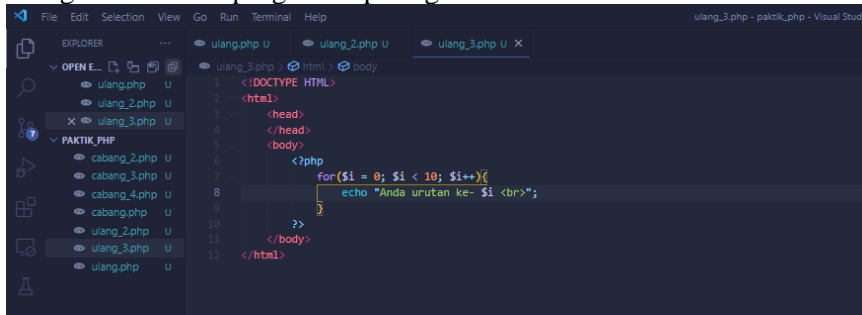 File Edit Selection View Go Run Terminal Help
ulang_3.php - paktik_php - Visual Stud
EXPLORER ...
ulang.php U ulang_2.php U ulang_3.php U X
OPEN E...
ulang_3.php > html > body
ulang.php U
ulang_2.php U
X ulang_3.php U
7
PAKTIK_PHP
cabang_2.php U
cabang_3.php U
cabang_4.php U
cabang.php U
ulang_2.php U
ulang_3.php U
ulang.php U
1 <!DOCTYPE HTML>
2 <html>
3 <head>
4 </head>
5 <body>
6 <?php
7 for($i = 0; $i < 10; $i++){
8 echo "Anda urutan ke- $i <br>";
9 }
10 ?>
11 </body>
12 </html>